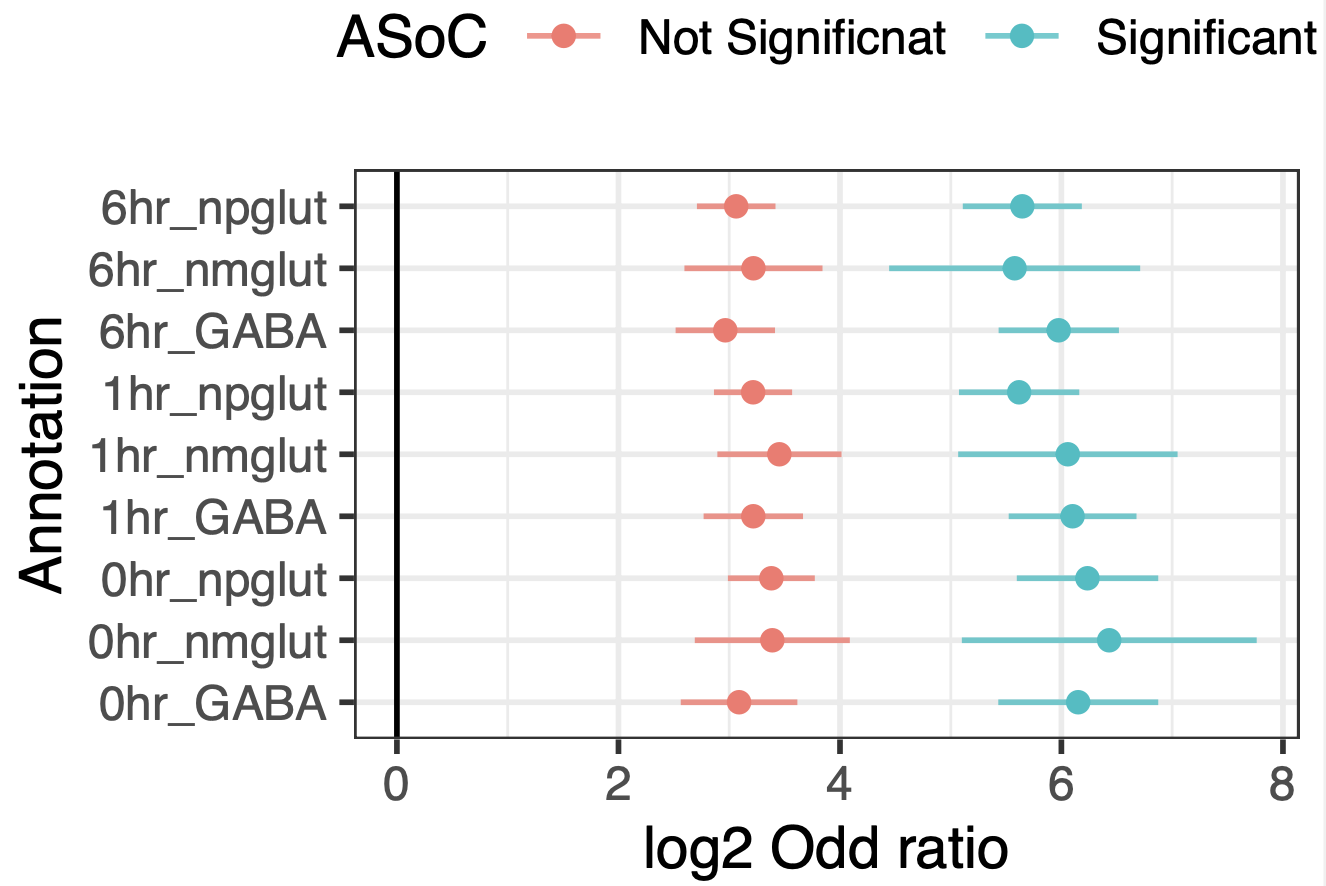 ASoC Not Significnat Significant
6hr_npglut
6hr_nmglut
6hr_GABA
1hr_npglut
1hr_nmglut
1hr_GABA
0hr_npglut
0hr_nmglut
0hr_GABA
Annotation
0 2 4 6 8
log2 Odd ratio